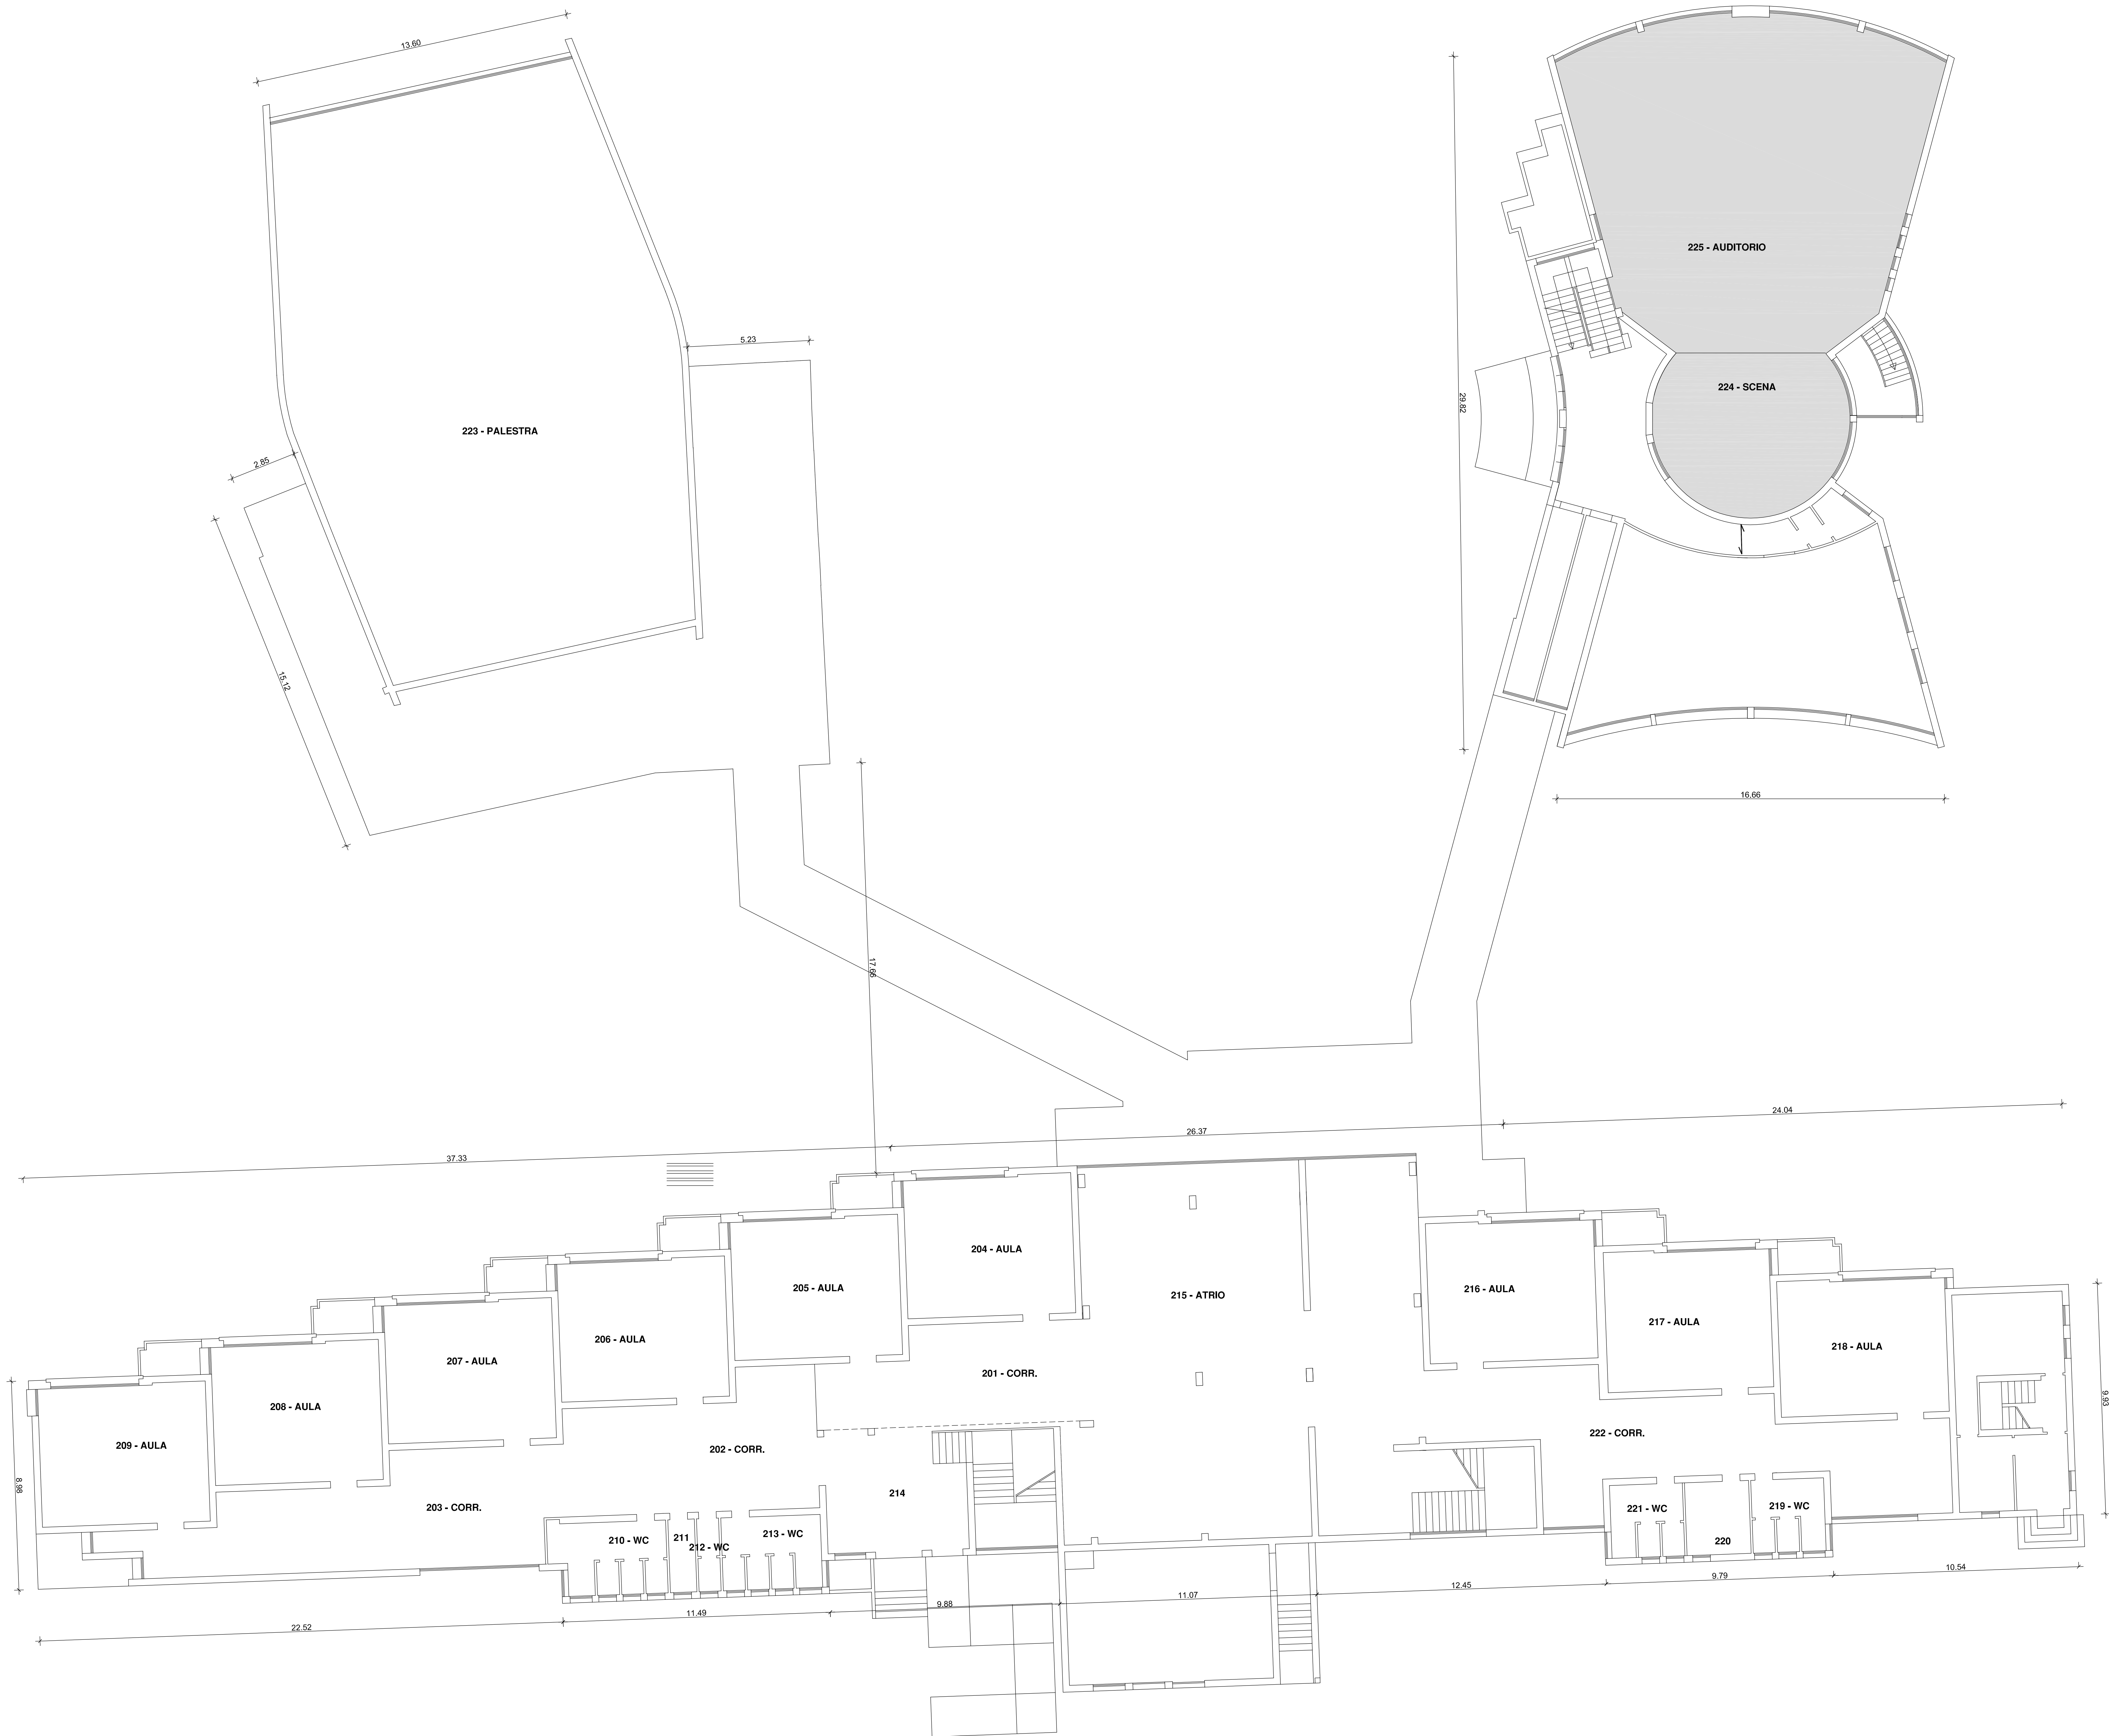 13.60
225 - AUDITORIO
5.23
224 - SCENA
29.82
223 - PALESTRA
2.85
15.12
16.66
17.66
24.04
26.37
37.33
204 - AULA
205 - AULA
216 - AULA
215 - ATRIO
217 - AULA
206 - AULA
218 - AULA
207 - AULA
201 - CORR.
9.93
208 - AULA
222 - CORR.
209 - AULA
202 - CORR.
8.98
214
203 - CORR.
221 - WC
219 - WC
213 - WC
211
210 - WC
212 - WC
220
10.54
9.79
12.45
11.07
9.88
11.49
22.52